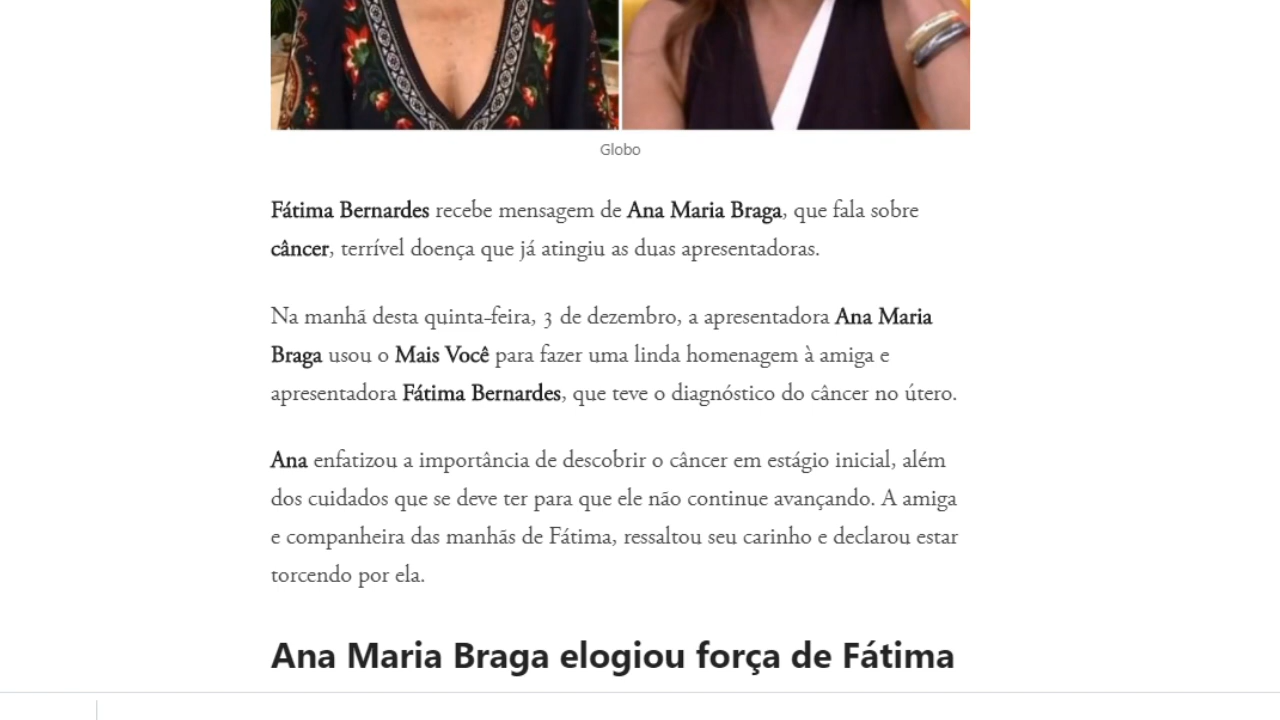 Globo
Fátima Bernardes recebe mensagem de Ana Maria Braga, que fala sobre
câncer, terrível doença que já atingiu as duas apresentadoras.
Na manhã desta quinta-feira, 3 de dezembro, a apresentadora Ana Maria
Braga usou o Mais Você para fazer uma linda homenagem à amiga e
apresentadora Fátima Bernardes, que teve o diagnóstico do câncer no útero.
Ana enfatizou a importância de descobrir o câncer em estágio inicial, além
dos cuidados que se deve ter para que ele não continue avançando. A amiga
e companheira das manhãs de Fátima, ressaltou seu carinho e declarou estar
torcendo por ela.
Ana Maria Braga elogiou força de Fátima